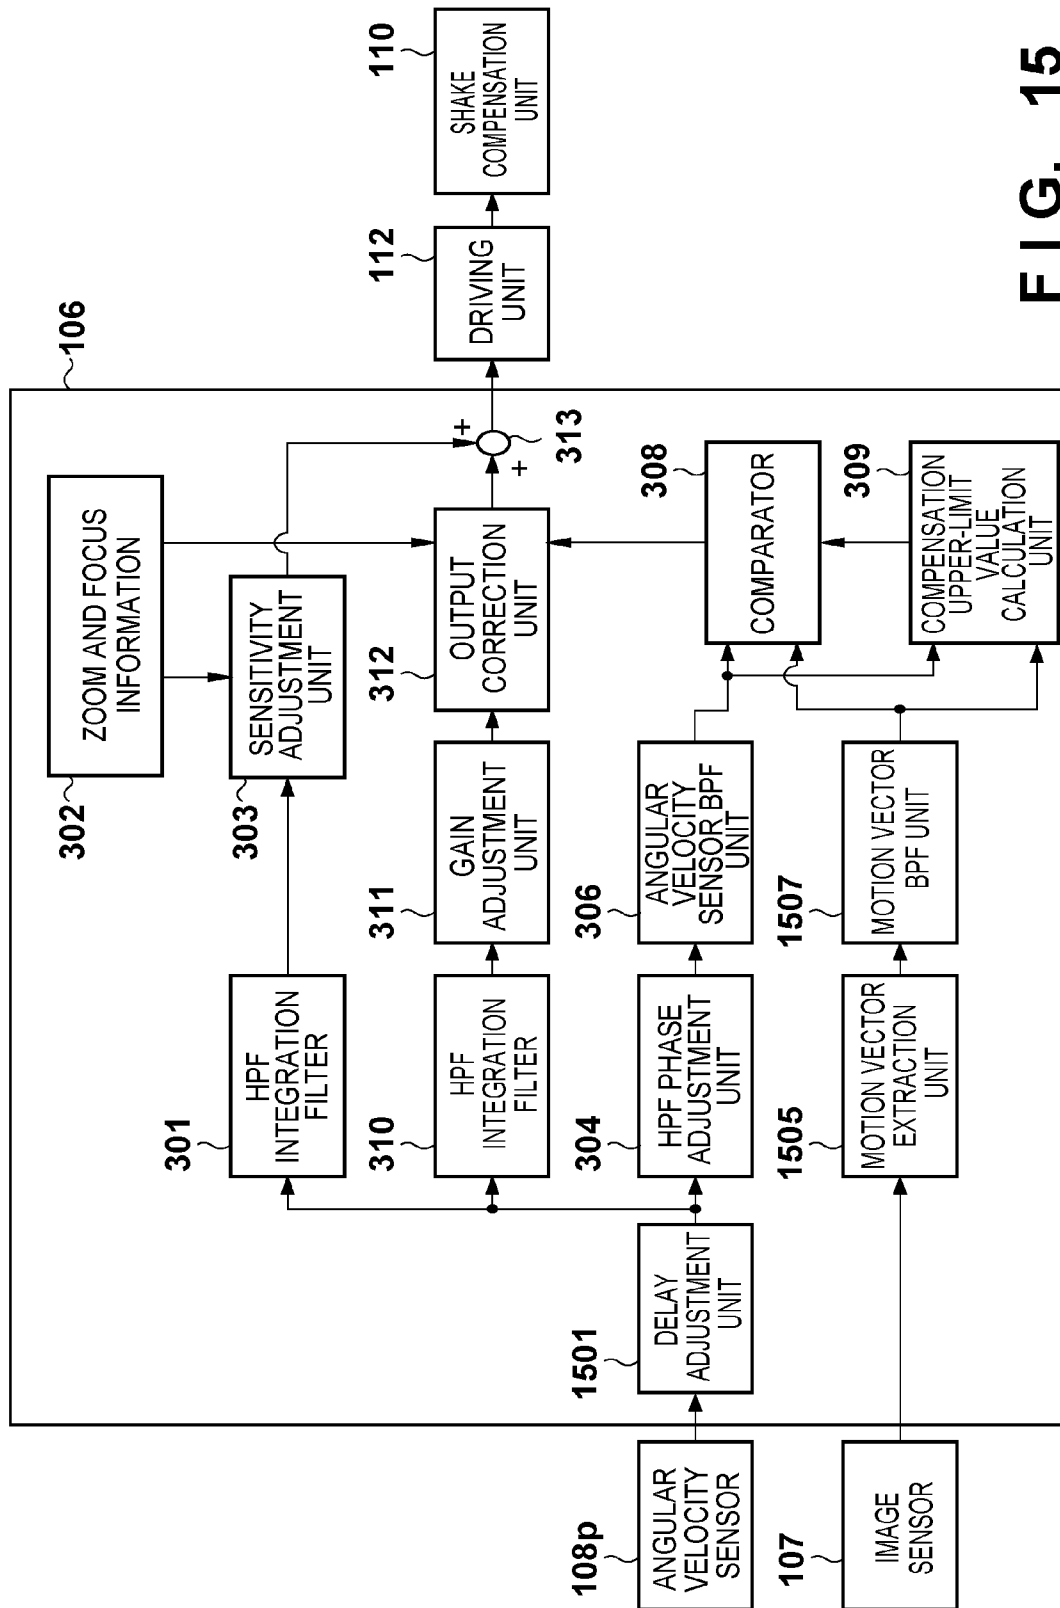 FIG. 15
106
302
ZOOM AND FOCUS
INFORMATION
301
HPF
INTEGRATION
FILTER
303
SENSITIVITY
ADJUSTMENT
UNIT
+
+
313
112
DRIVING
UNIT
110
SHAKE
COMPENSATION
UNIT
310
HPF
INTEGRATION
FILTER
311
GAIN
ADJUSTMENT
UNIT
312
OUTPUT
CORRECTION
UNIT
108p
ANGULAR
VELOCITY
SENSOR
1501
DELAY
ADJUSTMENT
UNIT
304
HPF PHASE
ADJUSTMENT
UNIT
306
ANGULAR
VELOCITY
SENSOR BPF
UNIT
308
COMPARATOR
107
IMAGE
SENSOR
1505
MOTION VECTOR
EXTRACTION
UNIT
1507
MOTION VECTOR
BPF UNIT
309
COMPENSATION
UPPER-LIMIT
VALUE
CALCULATION
UNIT